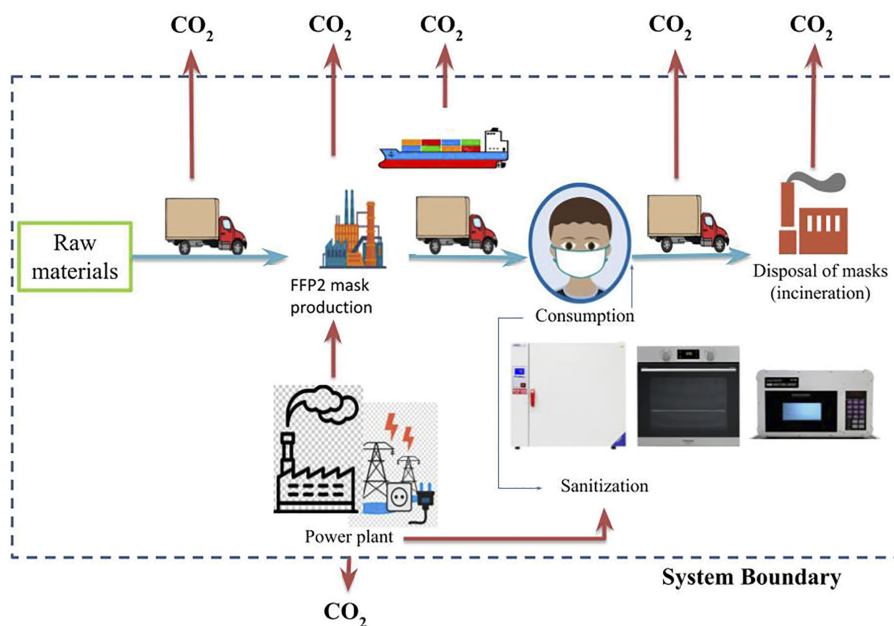 CO₂
CO₂
CO₂
CO₂
CO₂
Raw
materials
FFP2 mask
production
Disposal of masks
(incineration)
Consumption
Sanitization
Power plant
System Boundary
CO₂